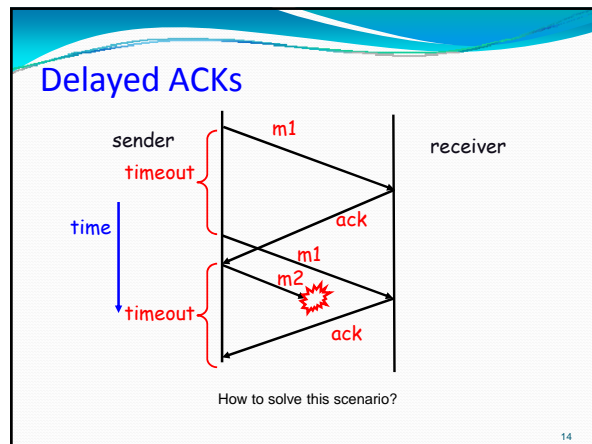 Delayed ACKs
sender
m1
receiver
timeout
ack
time
m1
m2
timeout
ack
How to solve this scenario?
14